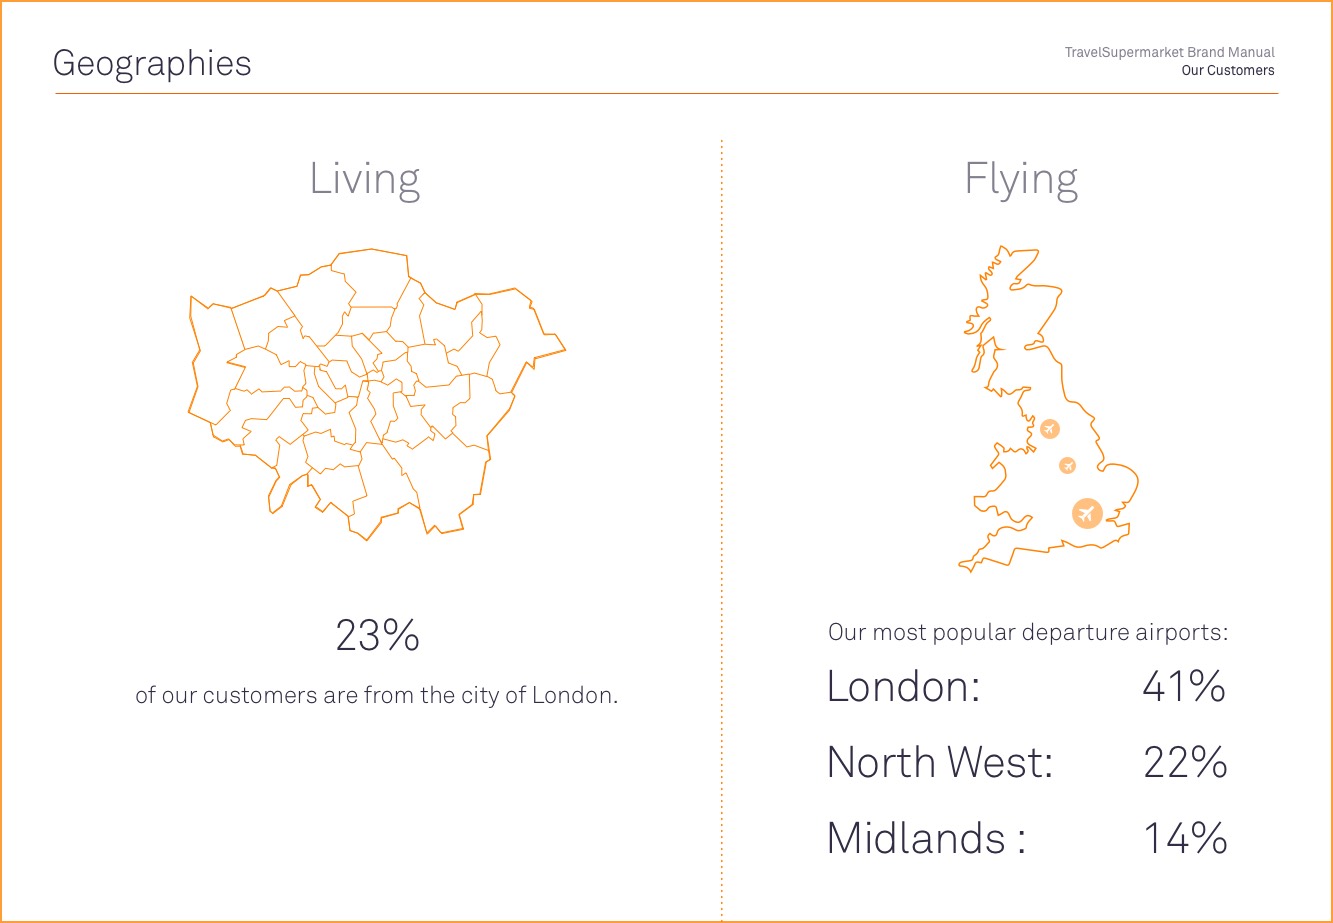 Geographies
TravelSupermarket Brand Manual
Our Customers
Living
23%
of our customers are from the city of London.
Flying
Our most popular departure airports:
London: 41%
North West: 22%
Midlands : 14%